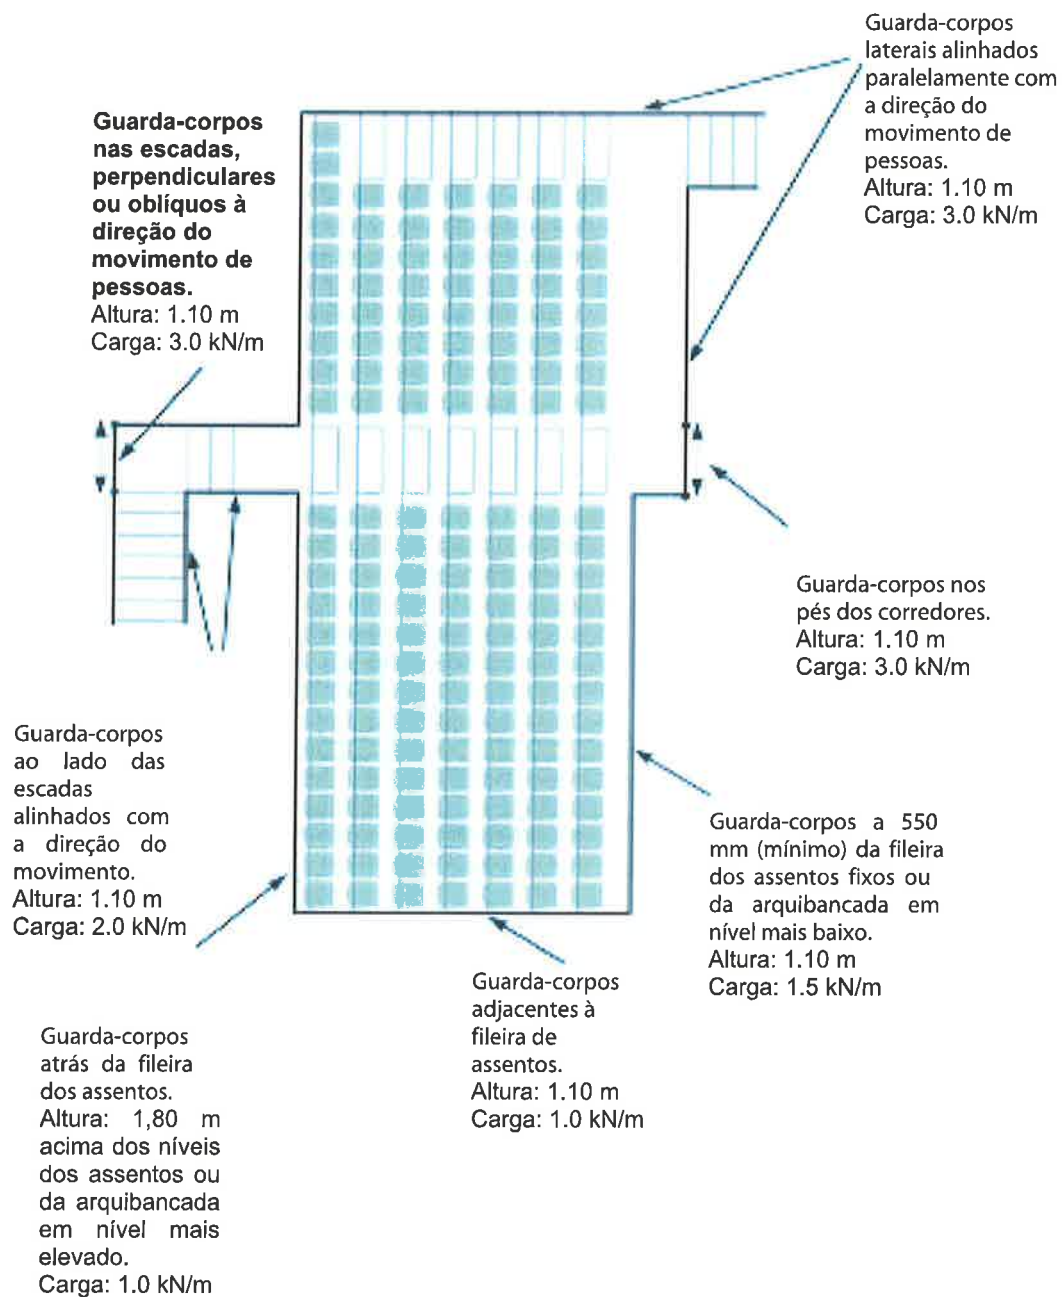 Guarda-corpos
laterais alinhados
paralelamente com
a direção do
movimento de
pessoas.
Altura: 1.10 m
Carga: 3.0 kN/m
Guarda-corpos
nas escadas,
perpendiculares
ou oblíquos à
direção do
movimento de
pessoas.
Altura: 1.10 m
Carga: 3.0 kN/m
Guarda-corpos nos
pés dos corredores.
Altura: 1.10 m
Carga: 3.0 kN/m
Guarda-corpos
ao lado das
escadas
alinhados com
a direção do
movimento.
Altura: 1.10 m
Carga: 2.0 kN/m
Guarda-corpos a 550
mm (mínimo) da fileira
dos assentos fixos ou
da arquibancada em
nível mais baixo.
Altura: 1.10 m
Carga: 1.5 kN/m
Guarda-corpos
adjacentes à
fileira de
assentos.
Altura: 1.10 m
Carga: 1.0 kN/m
Guarda-corpos
atrás da fileira
dos assentos.
Altura: 1,80 m
acima dos níveis
dos assentos ou
da arquibancada
em nível mais
elevado.
Carga: 1.0 kN/m